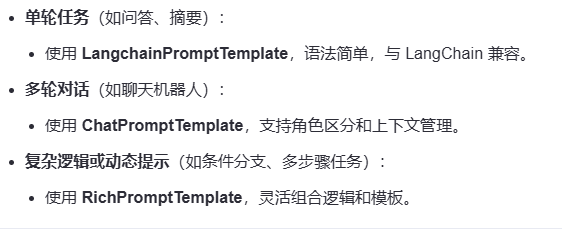 单轮任务（如问答、摘要）：
使用 LangchainPromptTemplate，语法简单，与 LangChain 兼容。
多轮对话（如聊天机器人）：
使用 ChatPromptTemplate，支持角色区分和上下文管理。
复杂逻辑或动态提示（如条件分支、多步骤任务）：
使用 RichPromptTemplate，灵活组合逻辑和模板。